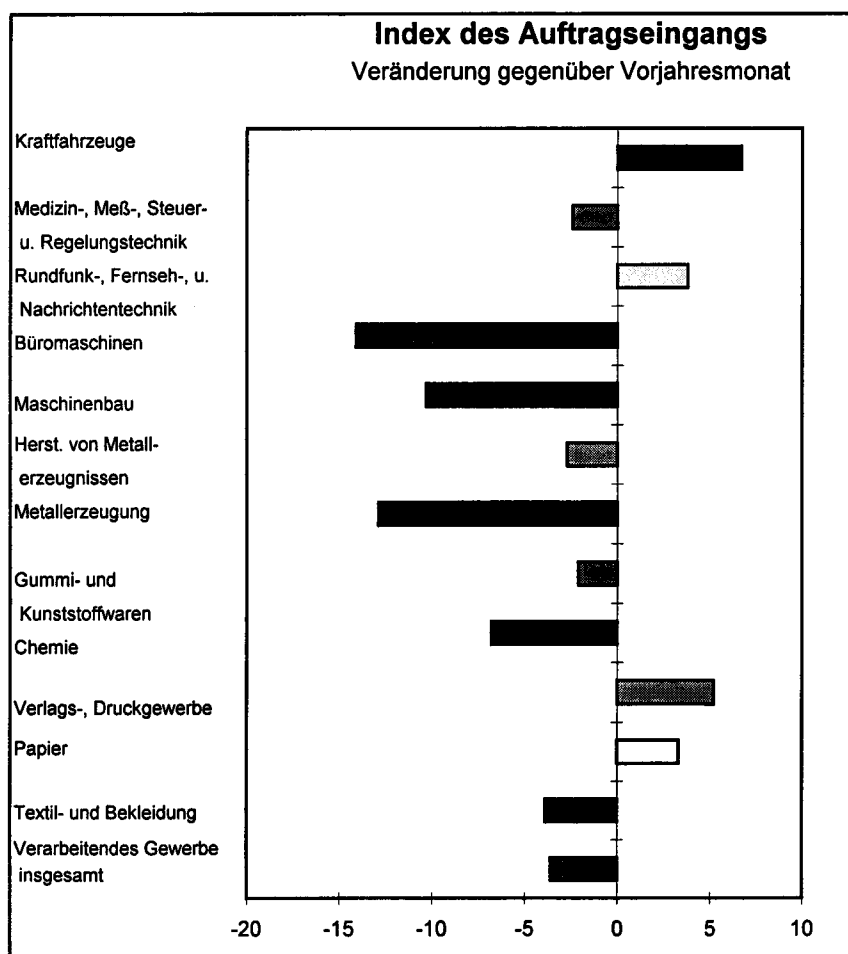 Index des Auftragseingangs
Veränderung gegenüber Vorjahresmonat
Kraftfahrzeuge
Medizin-, Meß-, Steuer-
u. Regelungstechnik
Rundfunk-, Fernseh-, u.
Nachrichtentechnik
Büromaschinen
Maschinenbau
Herst. von Metall-
erzeugnissen
Metallerzeugung
Gummi- und
Kunststoffwaren
Chemie
Verlags-, Druckgewerbe
Papier
Textil- und Bekleidung
Verarbeitendes Gewerbe
insgesamt
-20 -15 -10 -5 0 5 10